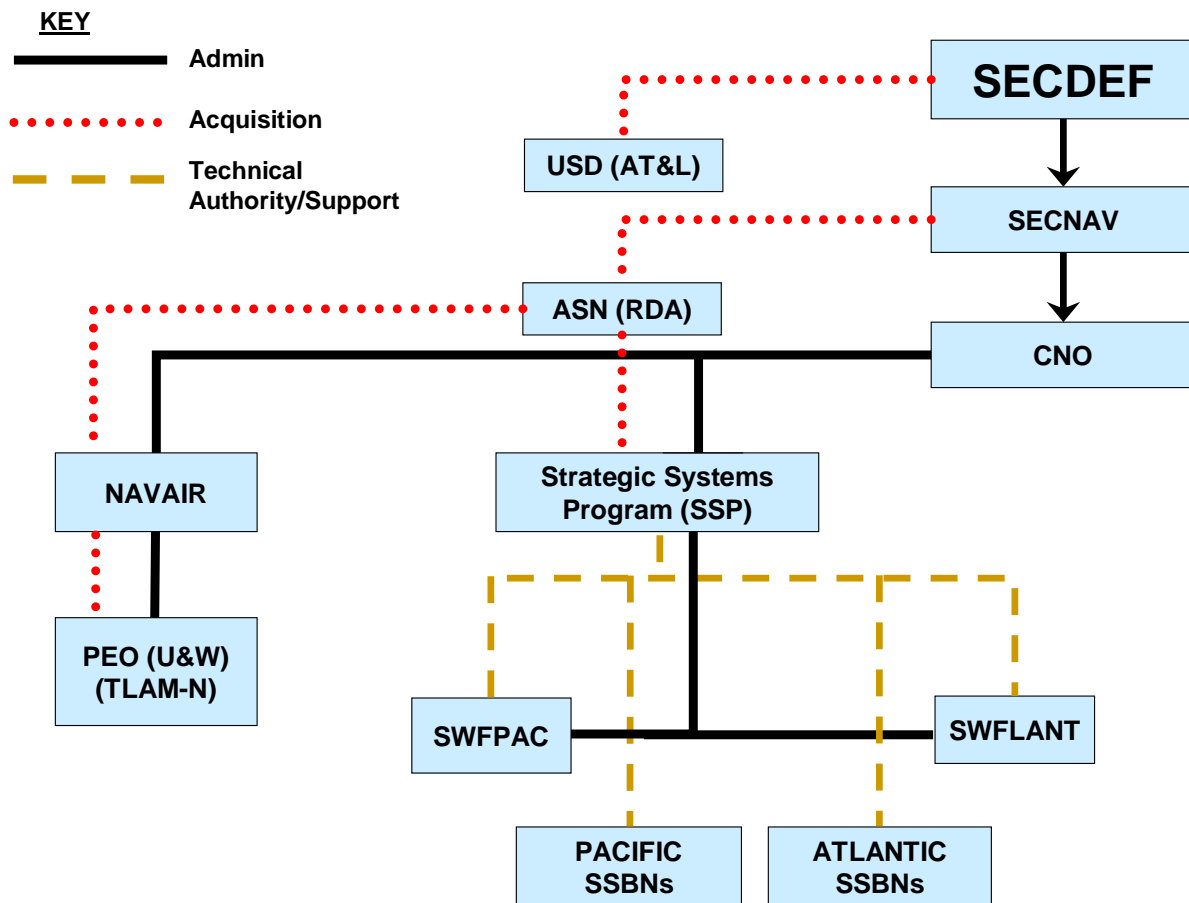 KEY
Admin
Acquisition
Technical
Authority/Support
SECDEF
USD (AT&L)
SECNAV
ASN (RDA)
CNO
NAVAIR
Strategic Systems
Program (SSP)
PEO (U&W)
(TLAM-N)
SWFPAC
SWFLANT
PACIFIC
SSBNs
ATLANTIC
SSBNs